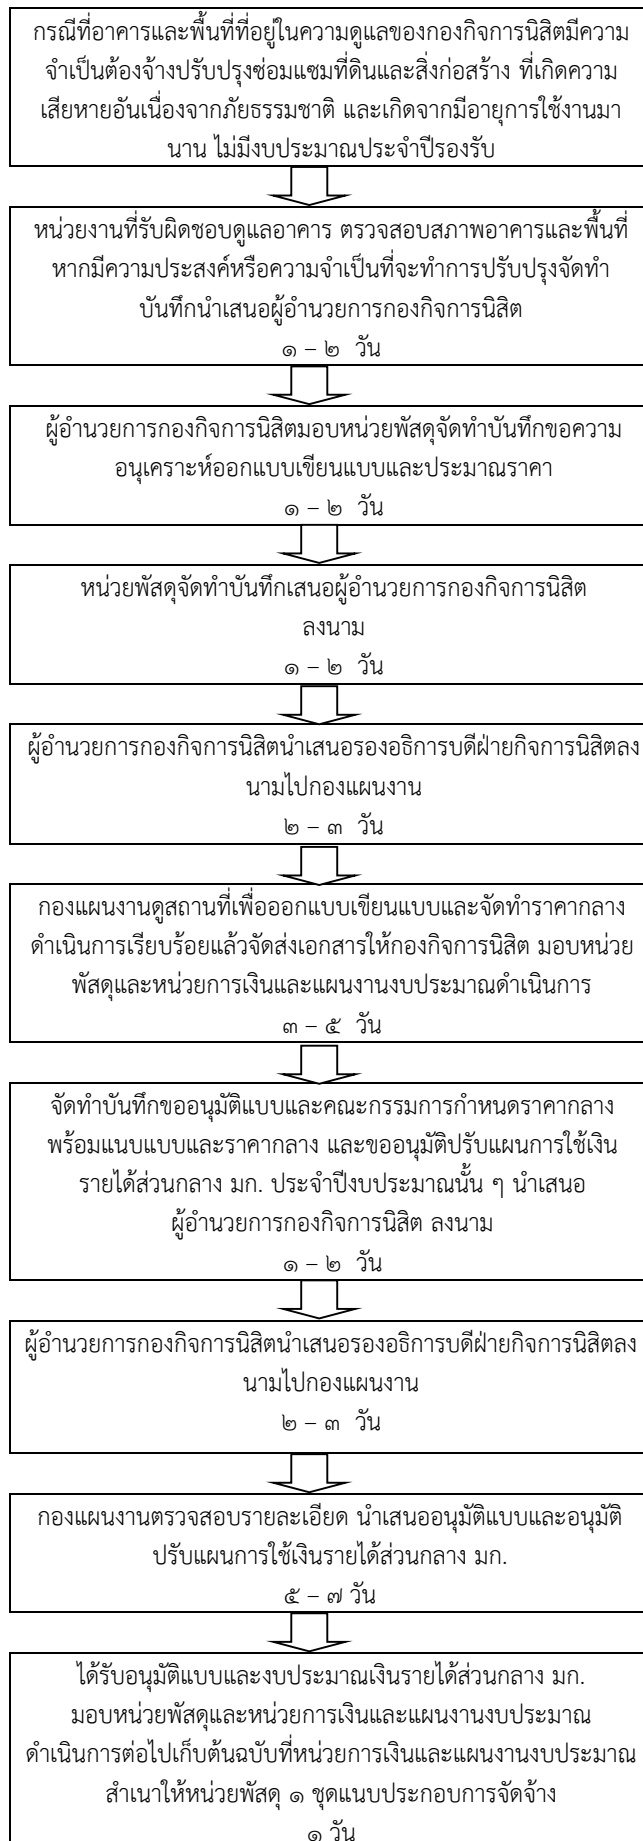 กรณีที่อาคารและพื้นที่ที่อยู่ในความดูแลของกองกิจการนิสิตมีความ
จำเป็นต้องจ้างปรับปรุงซ่อมแซมที่ดินและสิ่งก่อสร้าง ที่เกิดความ
เสียหายอันเนื่องจากภัยธรรมชาติ และเกิดจากมีอายุการใช้งานมา
นาน ไม่มีงบประมาณประจำปีรองรับ
หน่วยงานที่รับผิดชอบดูแลอาคาร ตรวจสอบสภาพอาคารและพื้นที่
หากมีความประสงค์หรือความจำเป็นที่จะทำการปรับปรุงจัดทำ
บันทึกนำเสนอผู้อำนวยการกองกิจการนิสิต
๑ – ๒ วัน
ผู้อำนวยการกองกิจการนิสิตมอบหน่วยพัสดุจัดทำบันทึกขอความ
อนุเคราะห์ออกแบบเขียนแบบและประมาณราคา
๑ – ๒ วัน
หน่วยพัสดุจัดทำบันทึกเสนอผู้อำนวยการกองกิจการนิสิต
ลงนาม
๑ – ๒ วัน
ผู้อำนวยการกองกิจการนิสิตนำเสนอรองอธิการบดีฝ่ายกิจการนิสิตลง
นามไปกองแผนงาน
๒ – ๓ วัน
กองแผนงานดูสถานที่เพื่อออกแบบเขียนแบบและจัดทำราคากลาง
ดำเนินการเรียบร้อยแล้วจัดส่งเอกสารให้กองกิจการนิสิต มอบหน่วย
พัสดุและหน่วยการเงินและแผนงานงบประมาณดำเนินการ
๓ – ๕ วัน
จัดทำบันทึกขออนุมัติแบบและคณะกรรมการกำหนดราคากลาง
พร้อมแนบแบบและราคากลาง และขออนุมัติปรับแผนการใช้เงิน
รายได้ส่วนกลาง มก. ประจำปีงบประมาณนั้น ๆ นำเสนอ
ผู้อำนวยการกองกิจการนิสิต ลงนาม
๑ – ๒ วัน
ผู้อำนวยการกองกิจการนิสิตนำเสนอรองอธิการบดีฝ่ายกิจการนิสิตลง
นามไปกองแผนงาน
๒ – ๓ วัน
กองแผนงานตรวจสอบรายละเอียด นำเสนออนุมัติแบบและอนุมัติ
ปรับแผนการใช้เงินรายได้ส่วนกลาง มก.
๕ – ๗ วัน
ได้รับอนุมัติแบบและงบประมาณเงินรายได้ส่วนกลาง มก.
มอบหน่วยพัสดุและหน่วยการเงินและแผนงานงบประมาณ
ดำเนินการต่อไปเก็บต้นฉบับที่หน่วยการเงินและแผนงานงบประมาณ
สำเนาให้หน่วยพัสดุ ๑ ชุดแนบประกอบการจัดจ้าง
๑ วัน